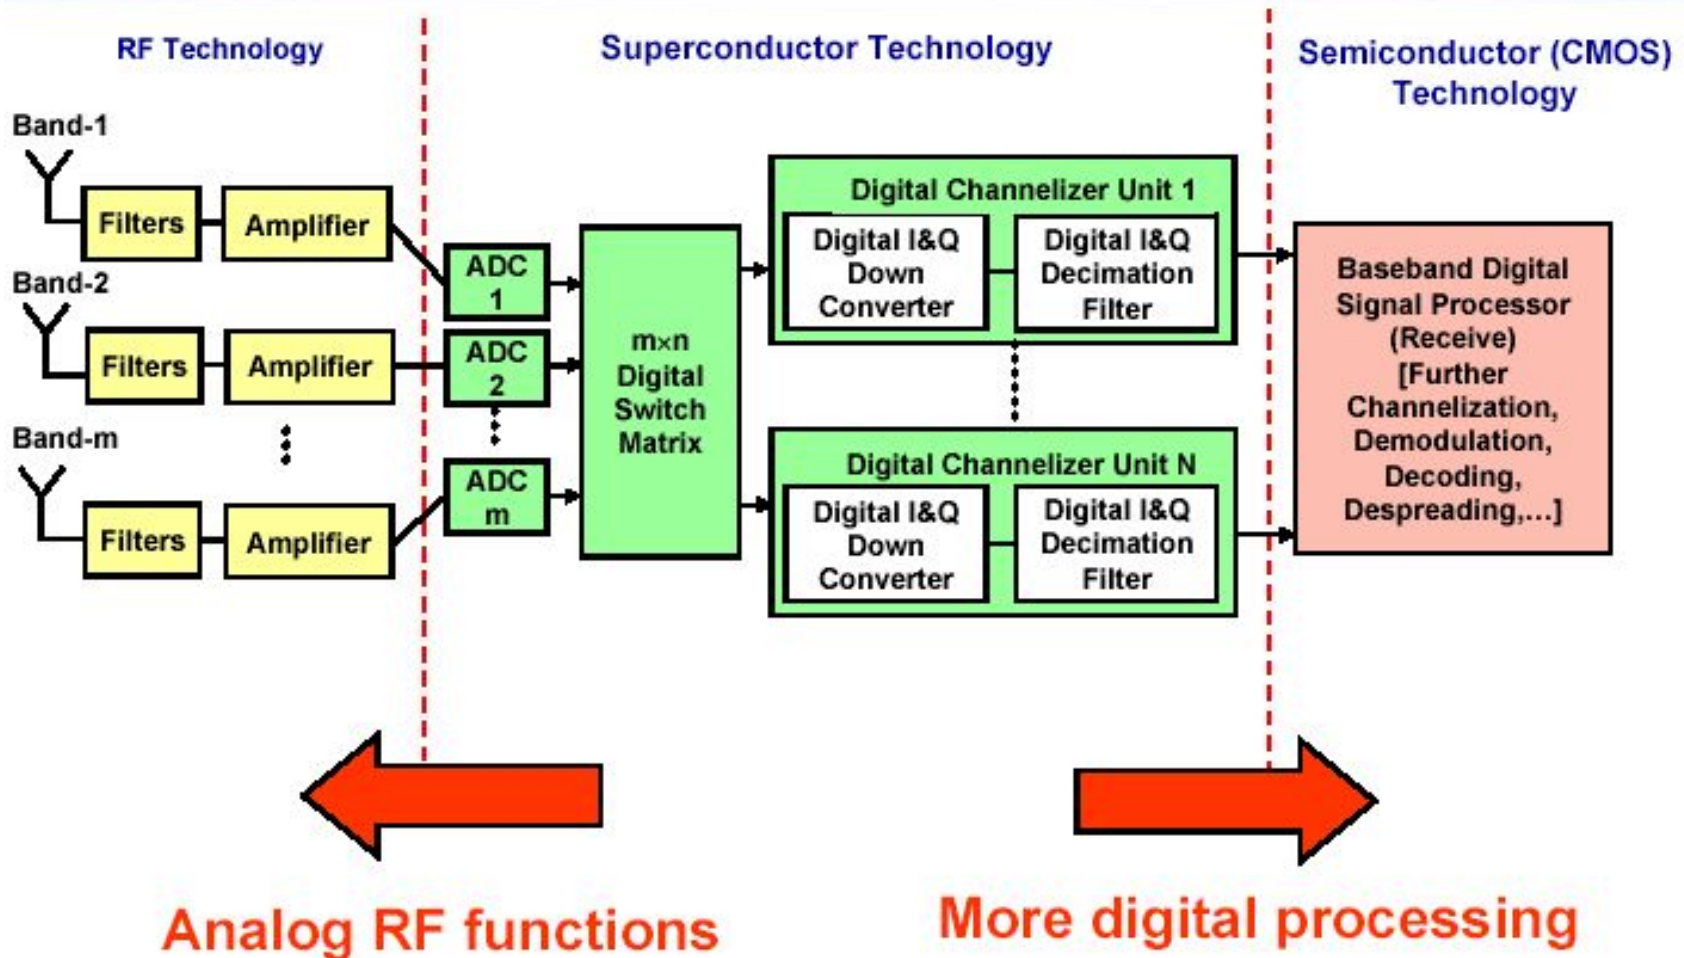 RF Technology
Superconductor Technology
Semiconductor (CMOS)
Technology
Band-1
Filters
Amplifier
Band-2
Filters
Amplifier
Band-m
Filters
Amplifier
ADC
1
ADC
2
ADC
m
m×n
Digital
Switch
Matrix
Digital Channelizer Unit 1
Digital I&Q
Down
Converter
Digital I&Q
Decimation
Filter
Digital Channelizer Unit N
Digital I&Q
Down
Converter
Digital I&Q
Decimation
Filter
Baseband Digital
Signal Processor
(Receive)
[Further
Channelization,
Demodulation,
Decoding,
Despreading,...]
Analog RF functions
More digital processing